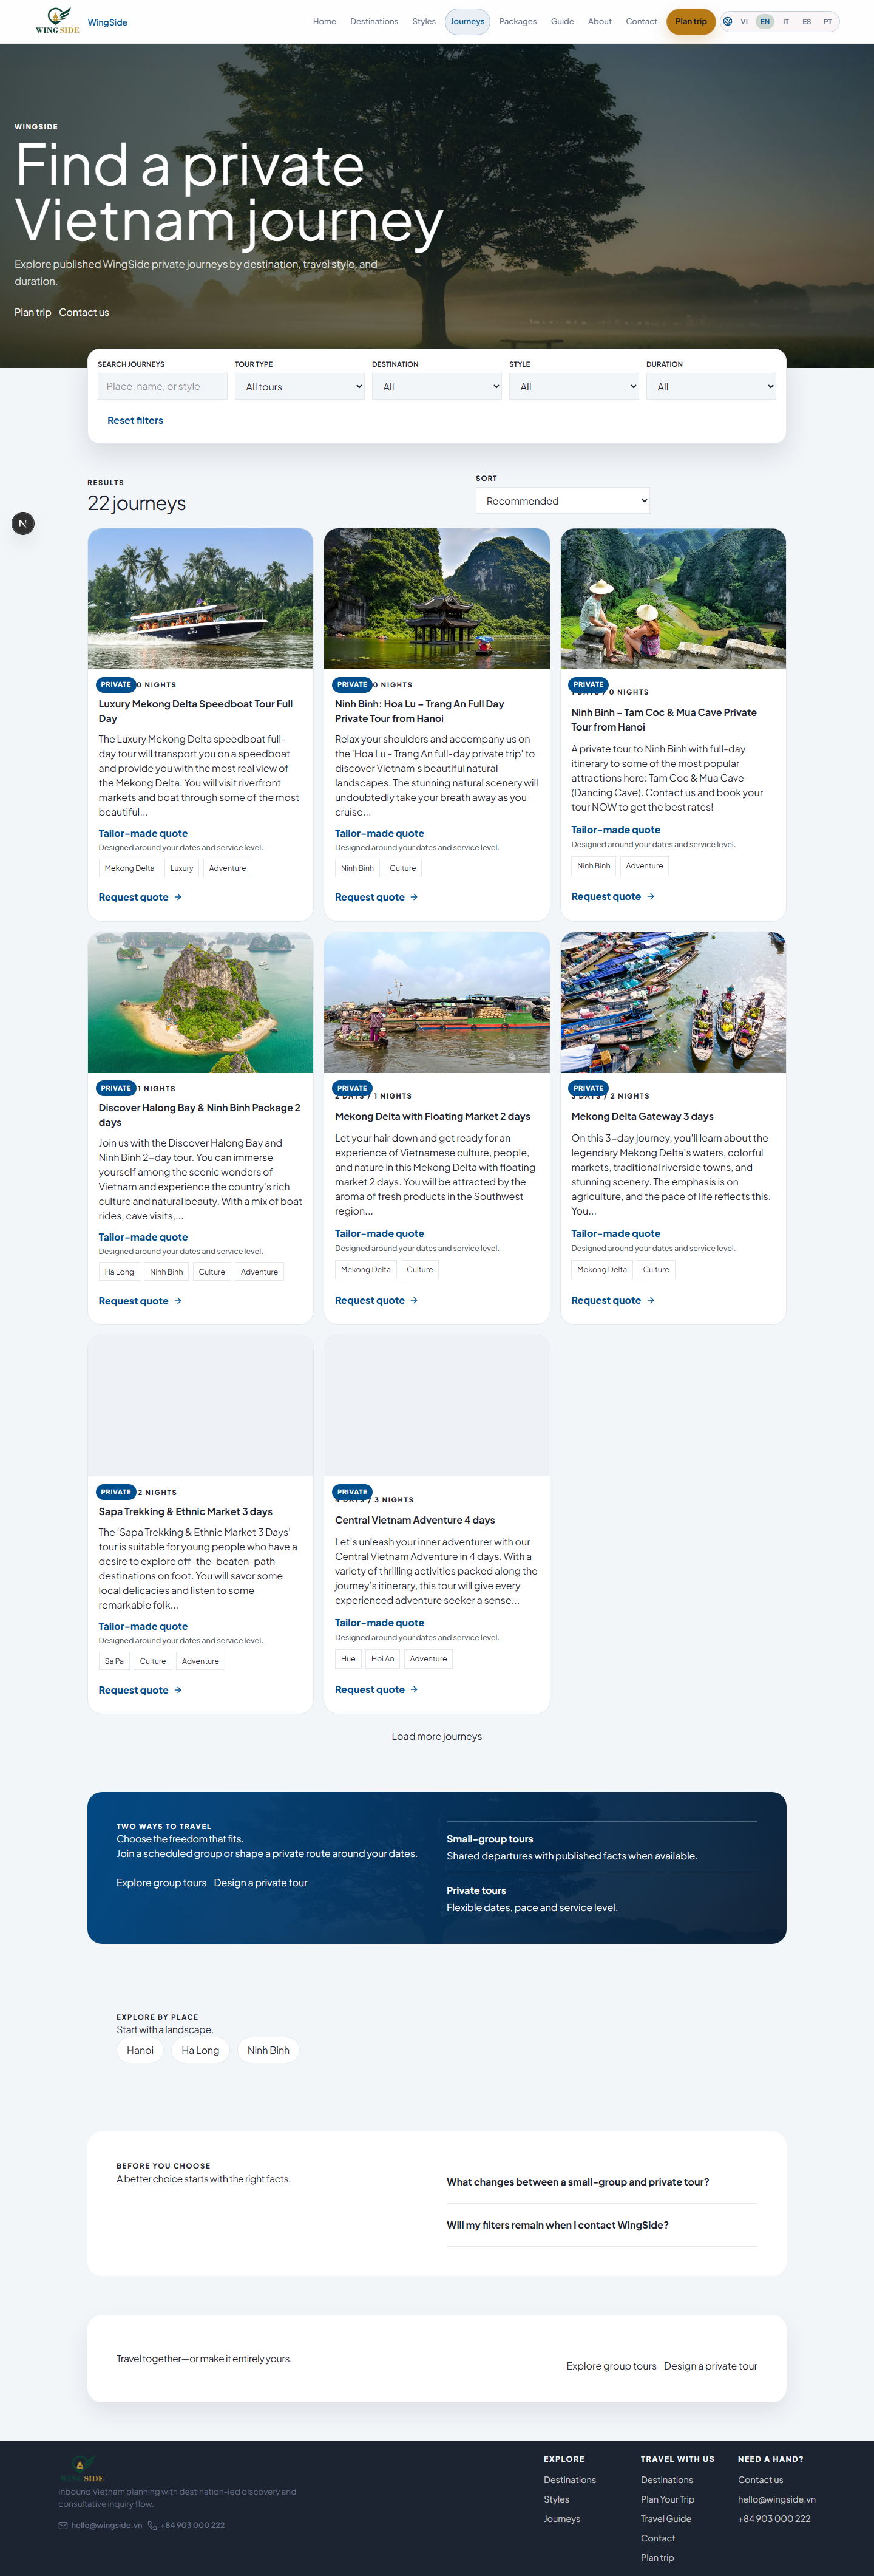 WING SIDE
WingSide
Home Destinations Styles Journeys Packages Guide About Contact Plan trip VI EN IT ES PT
WINGSIDE
Find a private
Vietnam journey
Explore published WingSide private journeys by destination, travel style, and
duration.
Plan trip Contact us
SEARCH JOURNEYS TOUR TYPE DESTINATION STYLE DURATION
Place, name, or style All tours All All All
Reset filters
RESULTS
22 journeys
SORT
Recommended
N
PRIVATE 0 NIGHTS
Luxury Mekong Delta Speedboat Tour Full
Day
The Luxury Mekong Delta speedboat full-
day tour will transport you on a speedboat
and provide you with the most real view of
the Mekong Delta. You will visit riverfront
markets and boat through some of the most
beautiful...
Tailor-made quote
Designed around your dates and service level.
Mekong Delta Luxury Adventure
Request quote →
PRIVATE 0 NIGHTS
Ninh Binh: Hoa Lu – Trang An Full Day
Private Tour from Hanoi
Relax your shoulders and accompany us on
the 'Hoa Lu - Trang An full-day private trip' to
discover Vietnam's beautiful natural
landscapes. The stunning natural scenery will
undoubtedly take your breath away as you
cruise...
Tailor-made quote
Designed around your dates and service level.
Ninh Binh Culture
Request quote →
PRIVATE
/ 0 NIGHTS
Ninh Binh - Tam Coc & Mua Cave Private
Tour from Hanoi
A private tour to Ninh Binh with full-day
itinerary to some of the most popular
attractions here: Tam Coc & Mua Cave
(Dancing Cave). Contact us and book your
tour NOW to get the best rates!
Tailor-made quote
Designed around your dates and service level.
Ninh Binh Adventure
Request quote →
PRIVATE 1 NIGHTS
Discover Halong Bay & Ninh Binh Package 2
days
Join us with the Discover Halong Bay and
Ninh Binh 2-day tour. You can immerse
yourself among the scenic wonders of
Vietnam and experience the country's rich
culture and natural beauty. With a mix of boat
rides, cave visits,...
Tailor-made quote
Designed around your dates and service level.
Ha Long Ninh Binh Culture Adventure
Request quote →
PRIVATE
2 DAYS / 1 NIGHTS
Mekong Delta with Floating Market 2 days
Let your hair down and get ready for an
experience of Vietnamese culture, people,
and nature in this Mekong Delta with floating
market 2 days. You will be attracted by the
aroma of fresh products in the Southwest
region...
Tailor-made quote
Designed around your dates and service level.
Mekong Delta Culture
Request quote →
PRIVATE
3 DAYS / 2 NIGHTS
Mekong Delta Gateway 3 days
On this 3-day journey, you'll learn about the
legendary Mekong Delta's waters, colorful
markets, traditional riverside towns, and
stunning scenery. The emphasis is on
agriculture, and the pace of life reflects this.
You...
Tailor-made quote
Designed around your dates and service level.
Mekong Delta Culture
Request quote →
PRIVATE 2 NIGHTS
Sapa Trekking & Ethnic Market 3 days
The 'Sapa Trekking & Ethnic Market 3 Days'
tour is suitable for young people who have a
desire to explore off-the-beaten-path
destinations on foot. You will savor some
local delicacies and listen to some
remarkable folk...
Tailor-made quote
Designed around your dates and service level.
Sa Pa Culture Adventure
Request quote →
PRIVATE
4 DAYS / 3 NIGHTS
Central Vietnam Adventure 4 days
Let's unleash your inner adventurer with our
Central Vietnam Adventure in 4 days. With a
variety of thrilling activities packed along the
journey's itinerary, this tour will give every
experienced adventure seeker a sense...
Tailor-made quote
Designed around your dates and service level.
Hue Hoi An Adventure
Request quote →
Load more journeys
TWO WAYS TO TRAVEL
Choose the freedom that fits.
Join a scheduled group or shape a private route around your dates.
Explore group tours Design a private tour
Small-group tours
Shared departures with published facts when available.
Private tours
Flexible dates, pace and service level.
EXPLORE BY PLACE
Start with a landscape.
Hanoi Ha Long Ninh Binh
BEFORE YOU CHOOSE
A better choice starts with the right facts.
What changes between a small-group and private tour?
Will my filters remain when I contact WingSide?
Travel together—or make it entirely yours.
Explore group tours Design a private tour
WING SIDE
Inbound Vietnam planning with destination-led discovery and
consultative inquiry flow.
hello@wingside.vn +84 903 000 222
EXPLORE
Destinations
Styles
Journeys
TRAVEL WITH US
Destinations
Plan Your Trip
Travel Guide
Contact
Plan trip
NEED A HAND?
Contact us
hello@wingside.vn
+84 903 000 222